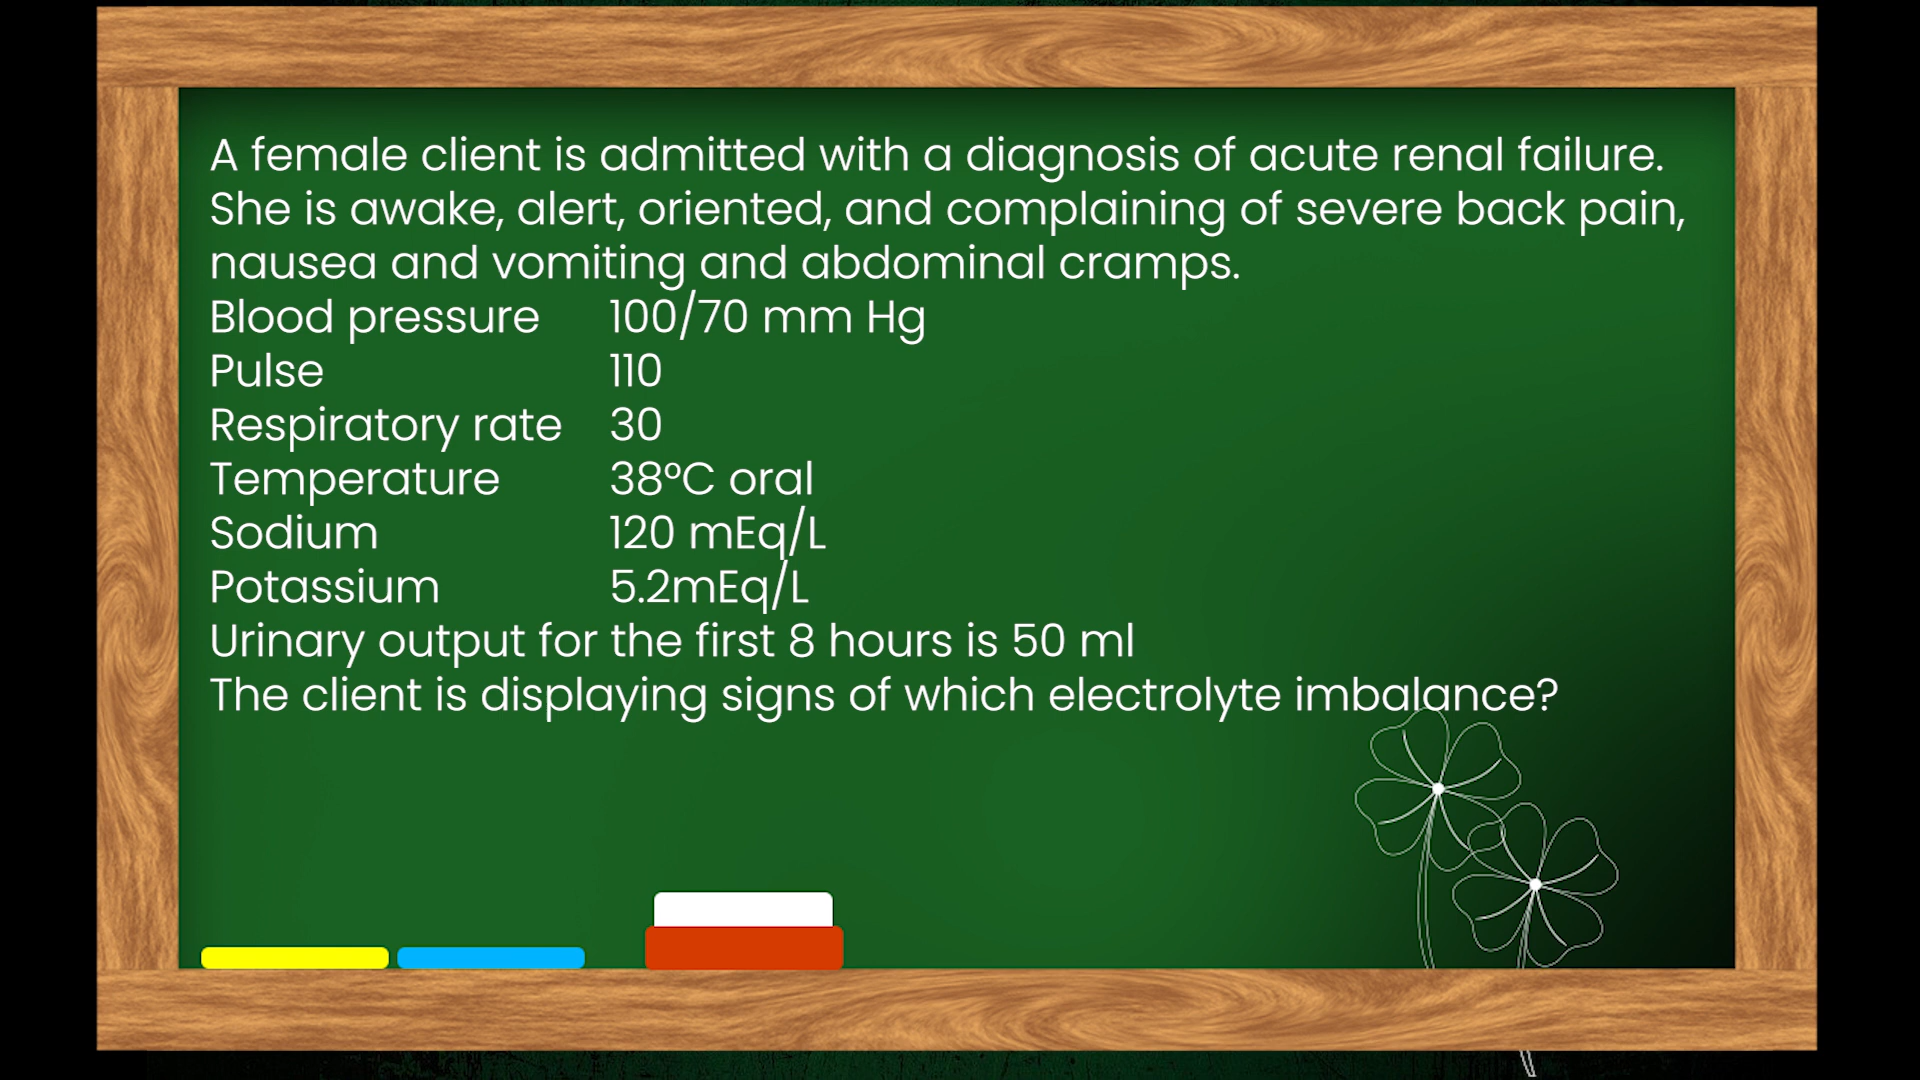 A female client is admitted with a diagnosis of acute renal failure.
She is awake, alert, oriented, and complaining of severe back pain,
nausea and vomiting and abdominal cramps.
Blood pressure 100/70 mm Hg
Pulse 110
Respiratory rate 30
Temperature 38°C oral
Sodium 120 mEq/L
Potassium 5.2mEq/L
Urinary output for the first 8 hours is 50 ml
The client is displaying signs of which electrolyte imbalance?